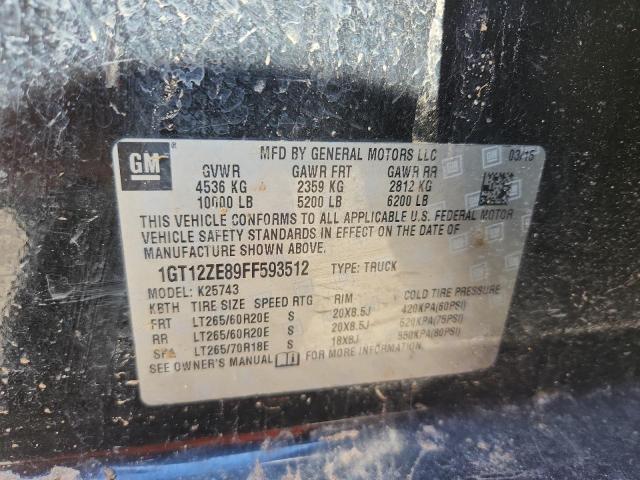 GM
MFD BY GENERAL MOTORS LLC 03/15
GVWR GAWR FRT GAWR RR
4536 KG 2359 KG 2812 KG
10000 LB 5200 LB 6200 LB
THIS VEHICLE CONFORMS TO ALL APPLICABLE U.S. FEDERAL MOTOR
VEHICLE SAFETY STANDARDS IN EFFECT ON THE DATE OF
MANUFACTURE SHOWN ABOVE.
1GT12ZE89FF593512 TYPE: TRUCK
MODEL: K25743
KBTH TIRE SIZE SPEED RTG RIM COLD TIRE PRESSURE
FRT LT265/60R20E S 20X8.5J 420KPA(60PSI)
RR LT265/60R20E S 20X8.5J 520KPA(75PSI)
SPA LT265/70R18E S 18X8J 550KPA(80PSI)
SEE OWNER'S MANUAL FOR MORE INFORMATION.